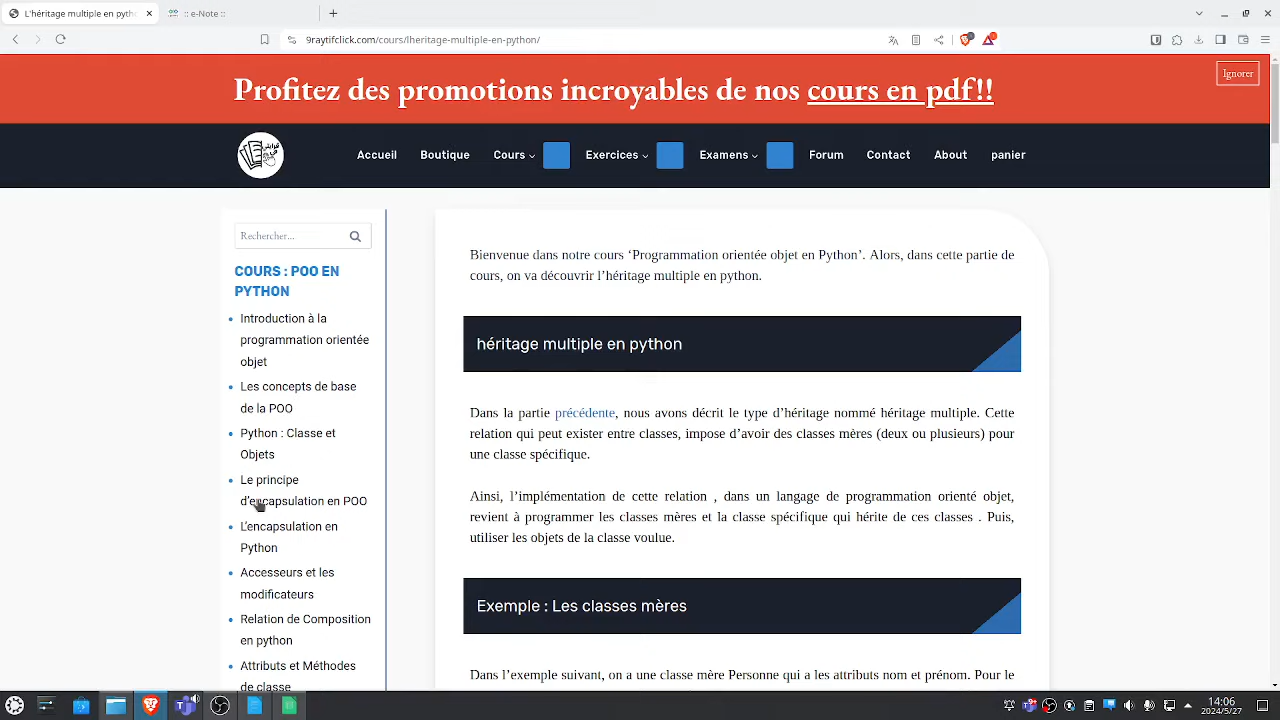 L'héritage multiple en pyth
:: e-Note ::
9raytifclick.com/cours/lheritage-multiple-en-python/
Profitez des promotions incroyables de nos cours en pdf!!
Ignorer
Accueil
Boutique
Cours
Exercices
Examens
Forum
Contact
About
panier
Rechercher...
COURS : POO EN
PYTHON
Introduction à la
programmation orientée
objet
Les concepts de base
de la POO
Python : Classe et
Objets
Le principe
d'encapsulation en POO
L'encapsulation en
Python
Accesseurs et les
modificateurs
Relation de Composition
en python
Attributs et Méthodes
de classe
Bienvenue dans notre cours ‘Programmation orientée objet en Python’. Alors, dans cette partie de
cours, on va découvrir l’héritage multiple en python.
héritage multiple en python
Dans la partie précédente, nous avons décrit le type d’héritage nommé héritage multiple. Cette
relation qui peut exister entre classes, impose d’avoir des classes mères (deux ou plusieurs) pour
une classe spécifique.
Ainsi, l’implémentation de cette relation , dans un langage de programmation orienté objet,
revient à programmer les classes mères et la classe spécifique qui hérite de ces classes . Puis,
utiliser les objets de la classe voulue.
Exemple : Les classes mères
Dans l’exemple suivant, on a une classe mère Personne qui a les attributs nom et prénom. Pour le
14:06
2024/5/27